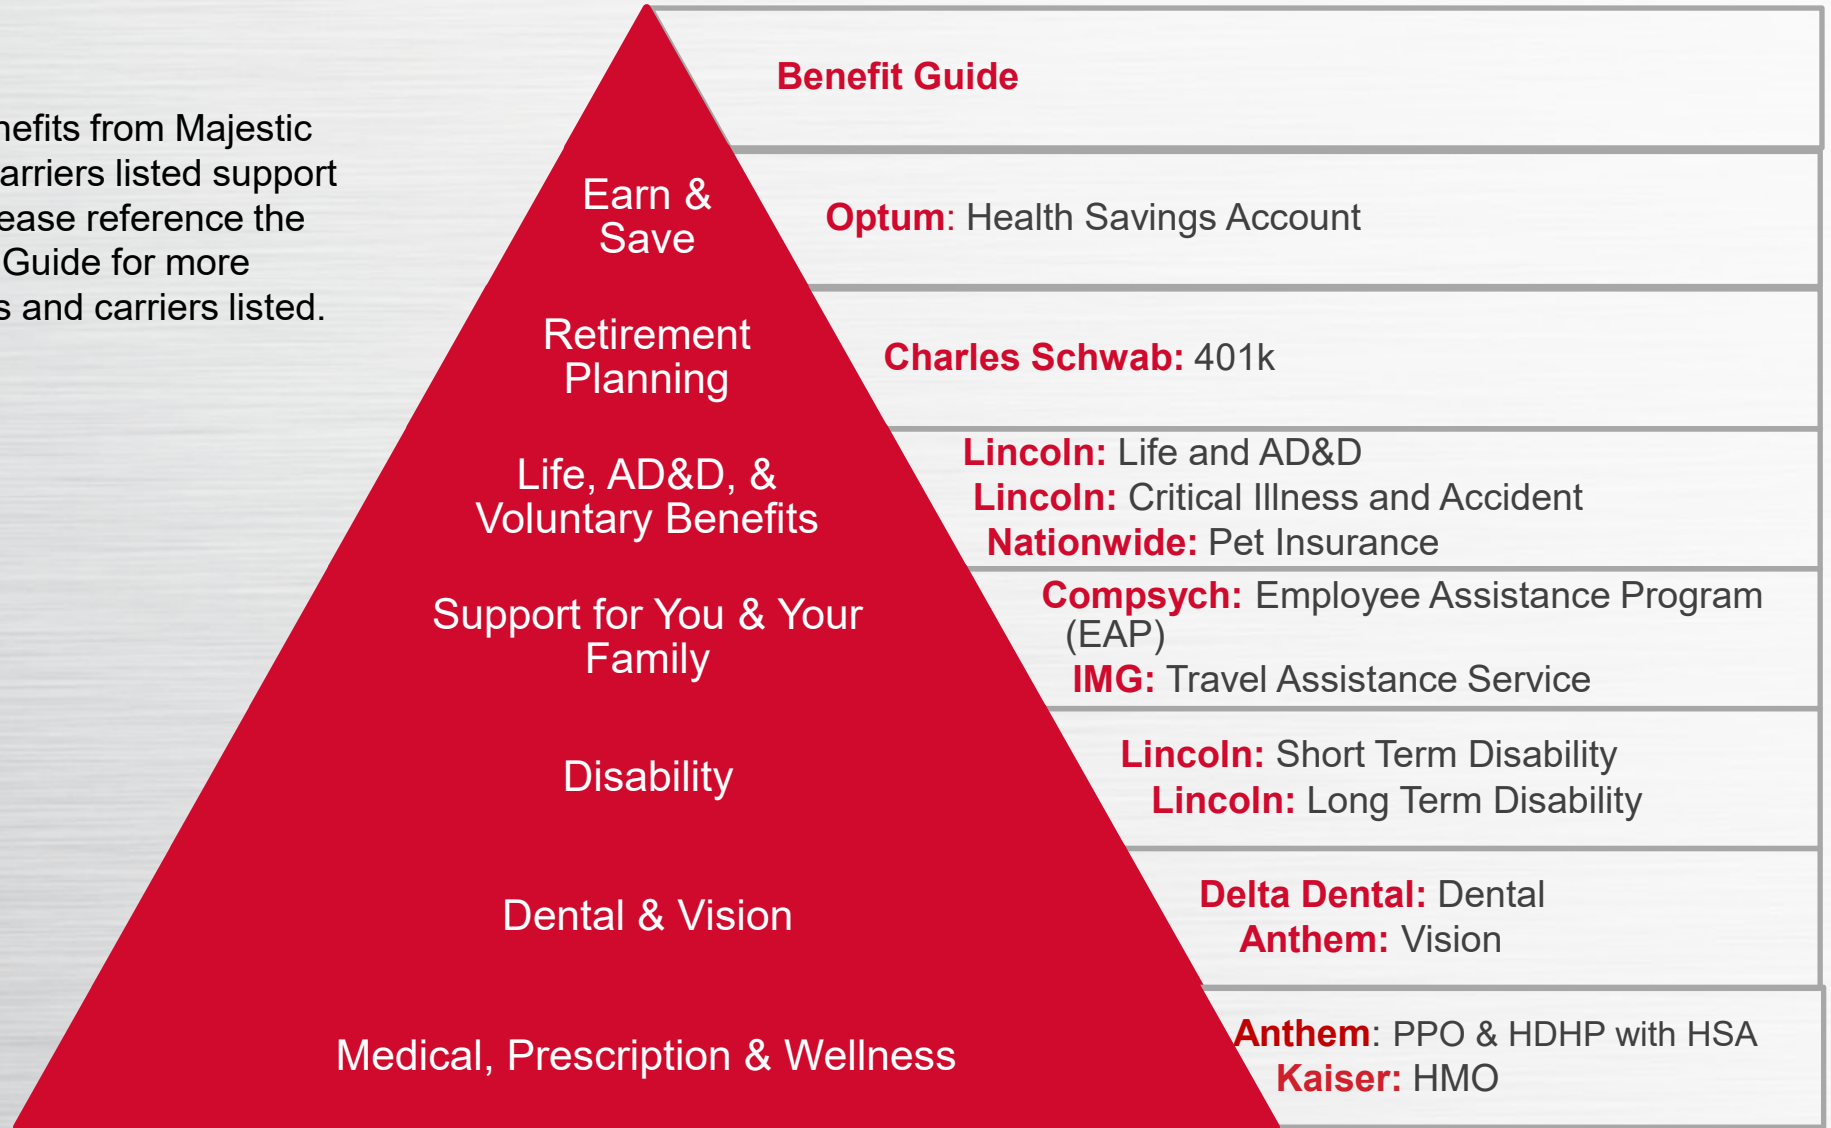 Benefit Guide
nefits from Majestic
arriers listed support
ease reference the
Guide for more
s and carriers listed.
Earn &
Save
Optum: Health Savings Account
Retirement
Planning
Charles Schwab: 401k
Life, AD&D, &
Voluntary Benefits
Lincoln: Life and AD&D
Lincoln: Critical Illness and Accident
Nationwide: Pet Insurance
Support for You & Your
Family
Compsych: Employee Assistance Program
(EAP)
IMG: Travel Assistance Service
Disability
Lincoln: Short Term Disability
Lincoln: Long Term Disability
Dental & Vision
Delta Dental: Dental
Anthem: Vision
Medical, Prescription & Wellness
Anthem: PPO & HDHP with HSA
Kaiser: HMO